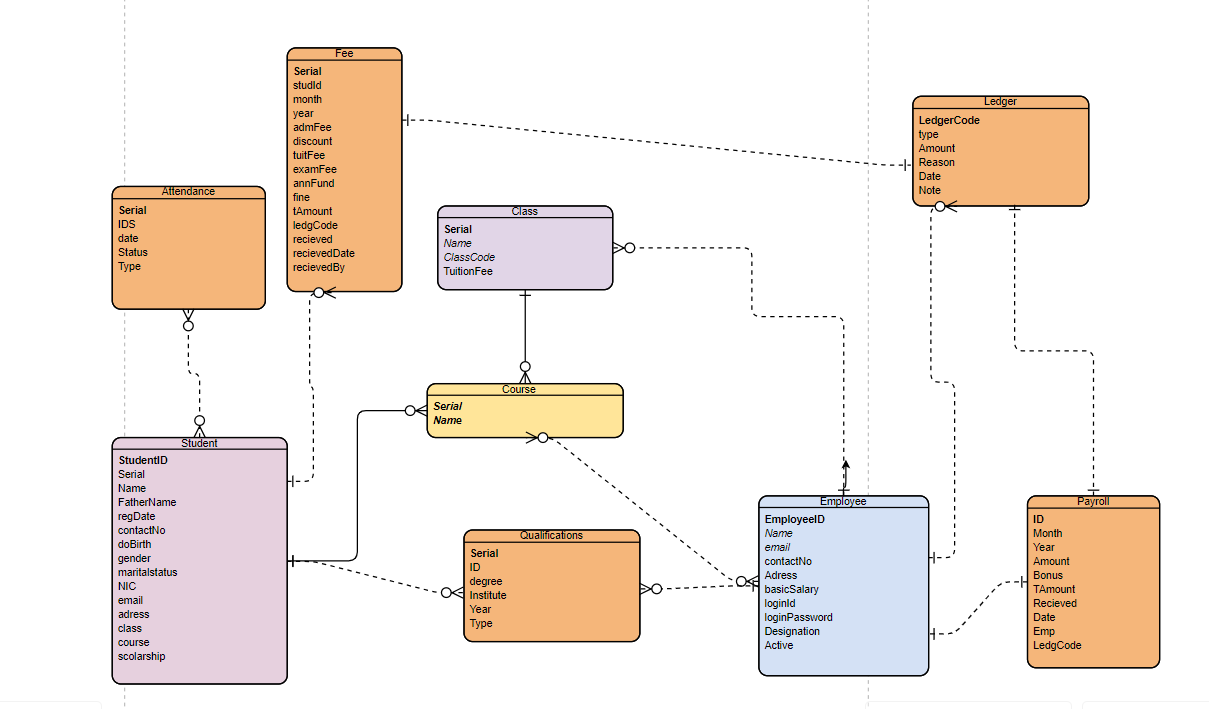 Fee
Serial
studId
month
year
admFee
discount
tuitFee
examFee
annFund
fine
tAmount
ledgCode
recieved
recievedDate
recievedBy
Ledger
LedgerCode
type
Amount
Reason
Date
Note
Attendance
Serial
IDS
date
Status
Type
Class
Serial
Name
ClassCode
TuitionFee
Course
Serial
Name
Student
StudentID
Serial
Name
FatherName
regDate
contactNo
doBirth
gender
maritalstatus
NIC
email
adress
class
course
scolarship
Qualifications
Serial
ID
degree
Institute
Year
Type
Employee
EmployeeID
Name
email
contactNo
Adress
basicSalary
loginId
loginPassword
Designation
Active
Payroll
ID
Month
Year
Amount
Bonus
TAmount
Recieved
Date
Emp
LedgCode